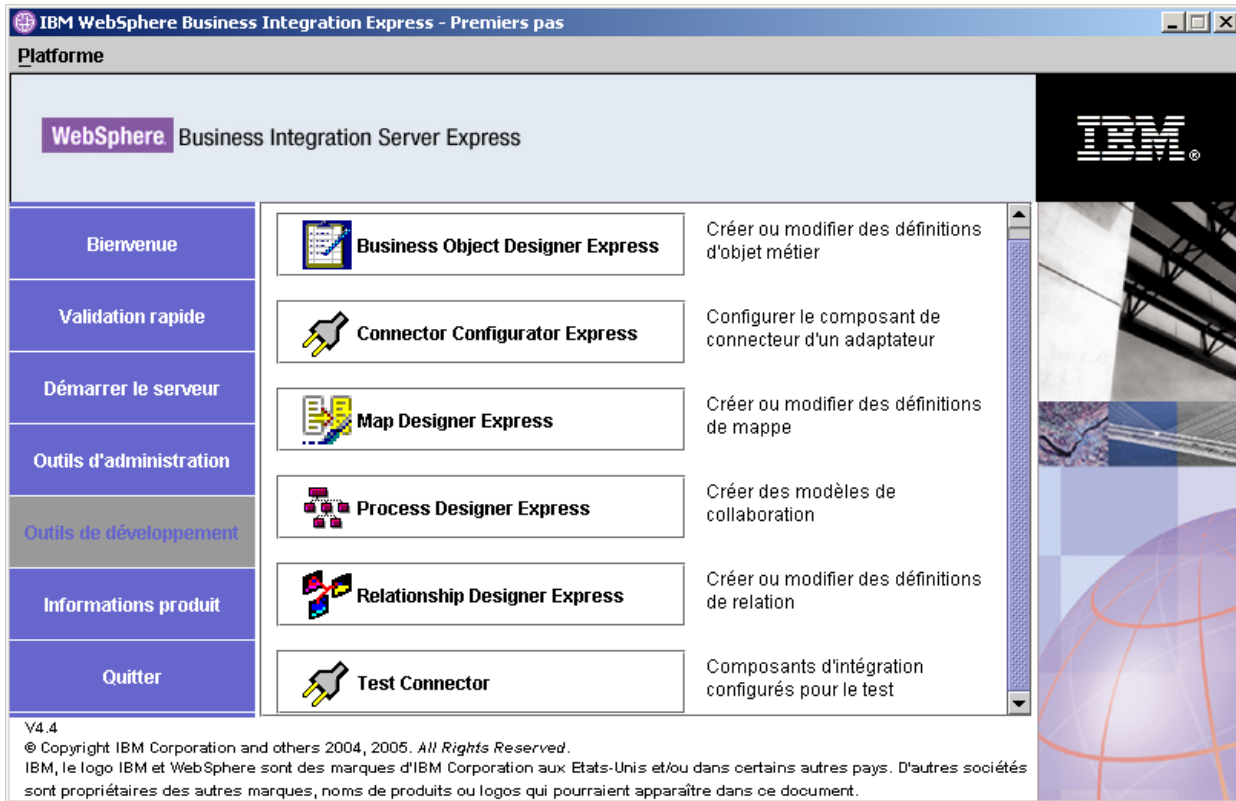 IBM WebSphere Business Integration Express - Premiers pas
Platforme
WebSphere. Business Integration Server Express
IBM®
Bienvenue
Validation rapide
Démarrer le serveur
Outils d'administration
Outils de développement
Informations produit
Quitter
Business Object Designer Express
Créer ou modifier des définitions
d'objet métier
Connector Configurator Express
Configurer le composant de
connecteur d'un adaptateur
Map Designer Express
Créer ou modifier des définitions
de mappe
Process Designer Express
Créer des modèles de
collaboration
Relationship Designer Express
Créer ou modifier des définitions
de relation
Test Connector
Composants d'intégration
configurés pour le test
V4.4
© Copyright IBM Corporation and others 2004, 2005. All Rights Reserved.
IBM, le logo IBM et WebSphere sont des marques d'IBM Corporation aux Etats-Unis et/ou dans certains autres pays. D'autres sociétés
sont propriétaires des autres marques, noms de produits ou logos qui pourraient apparaître dans ce document.